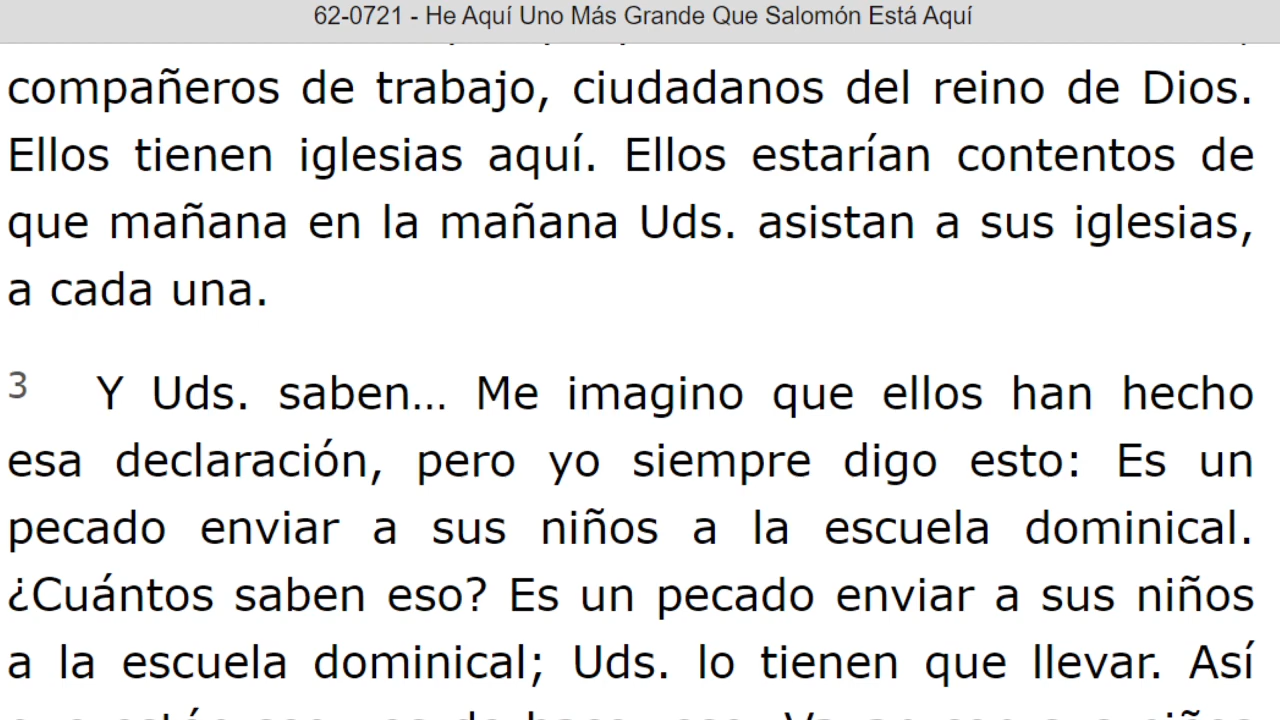 62-0721 - He Aquí Uno Más Grande Que Salomón Está Aquí
compañeros de trabajo, ciudadanos del reino de Dios.
Ellos tienen iglesias aquí. Ellos estarían contentos de
que mañana en la mañana Uds. asistan a sus iglesias,
a cada una.
3 Y Uds. saben... Me imagino que ellos han hecho
esa declaración, pero yo siempre digo esto: Es un
pecado enviar a sus niños a la escuela dominical.
¿Cuántos saben eso? Es un pecado enviar a sus niños
a la escuela dominical; Uds. lo tienen que llevar. Así